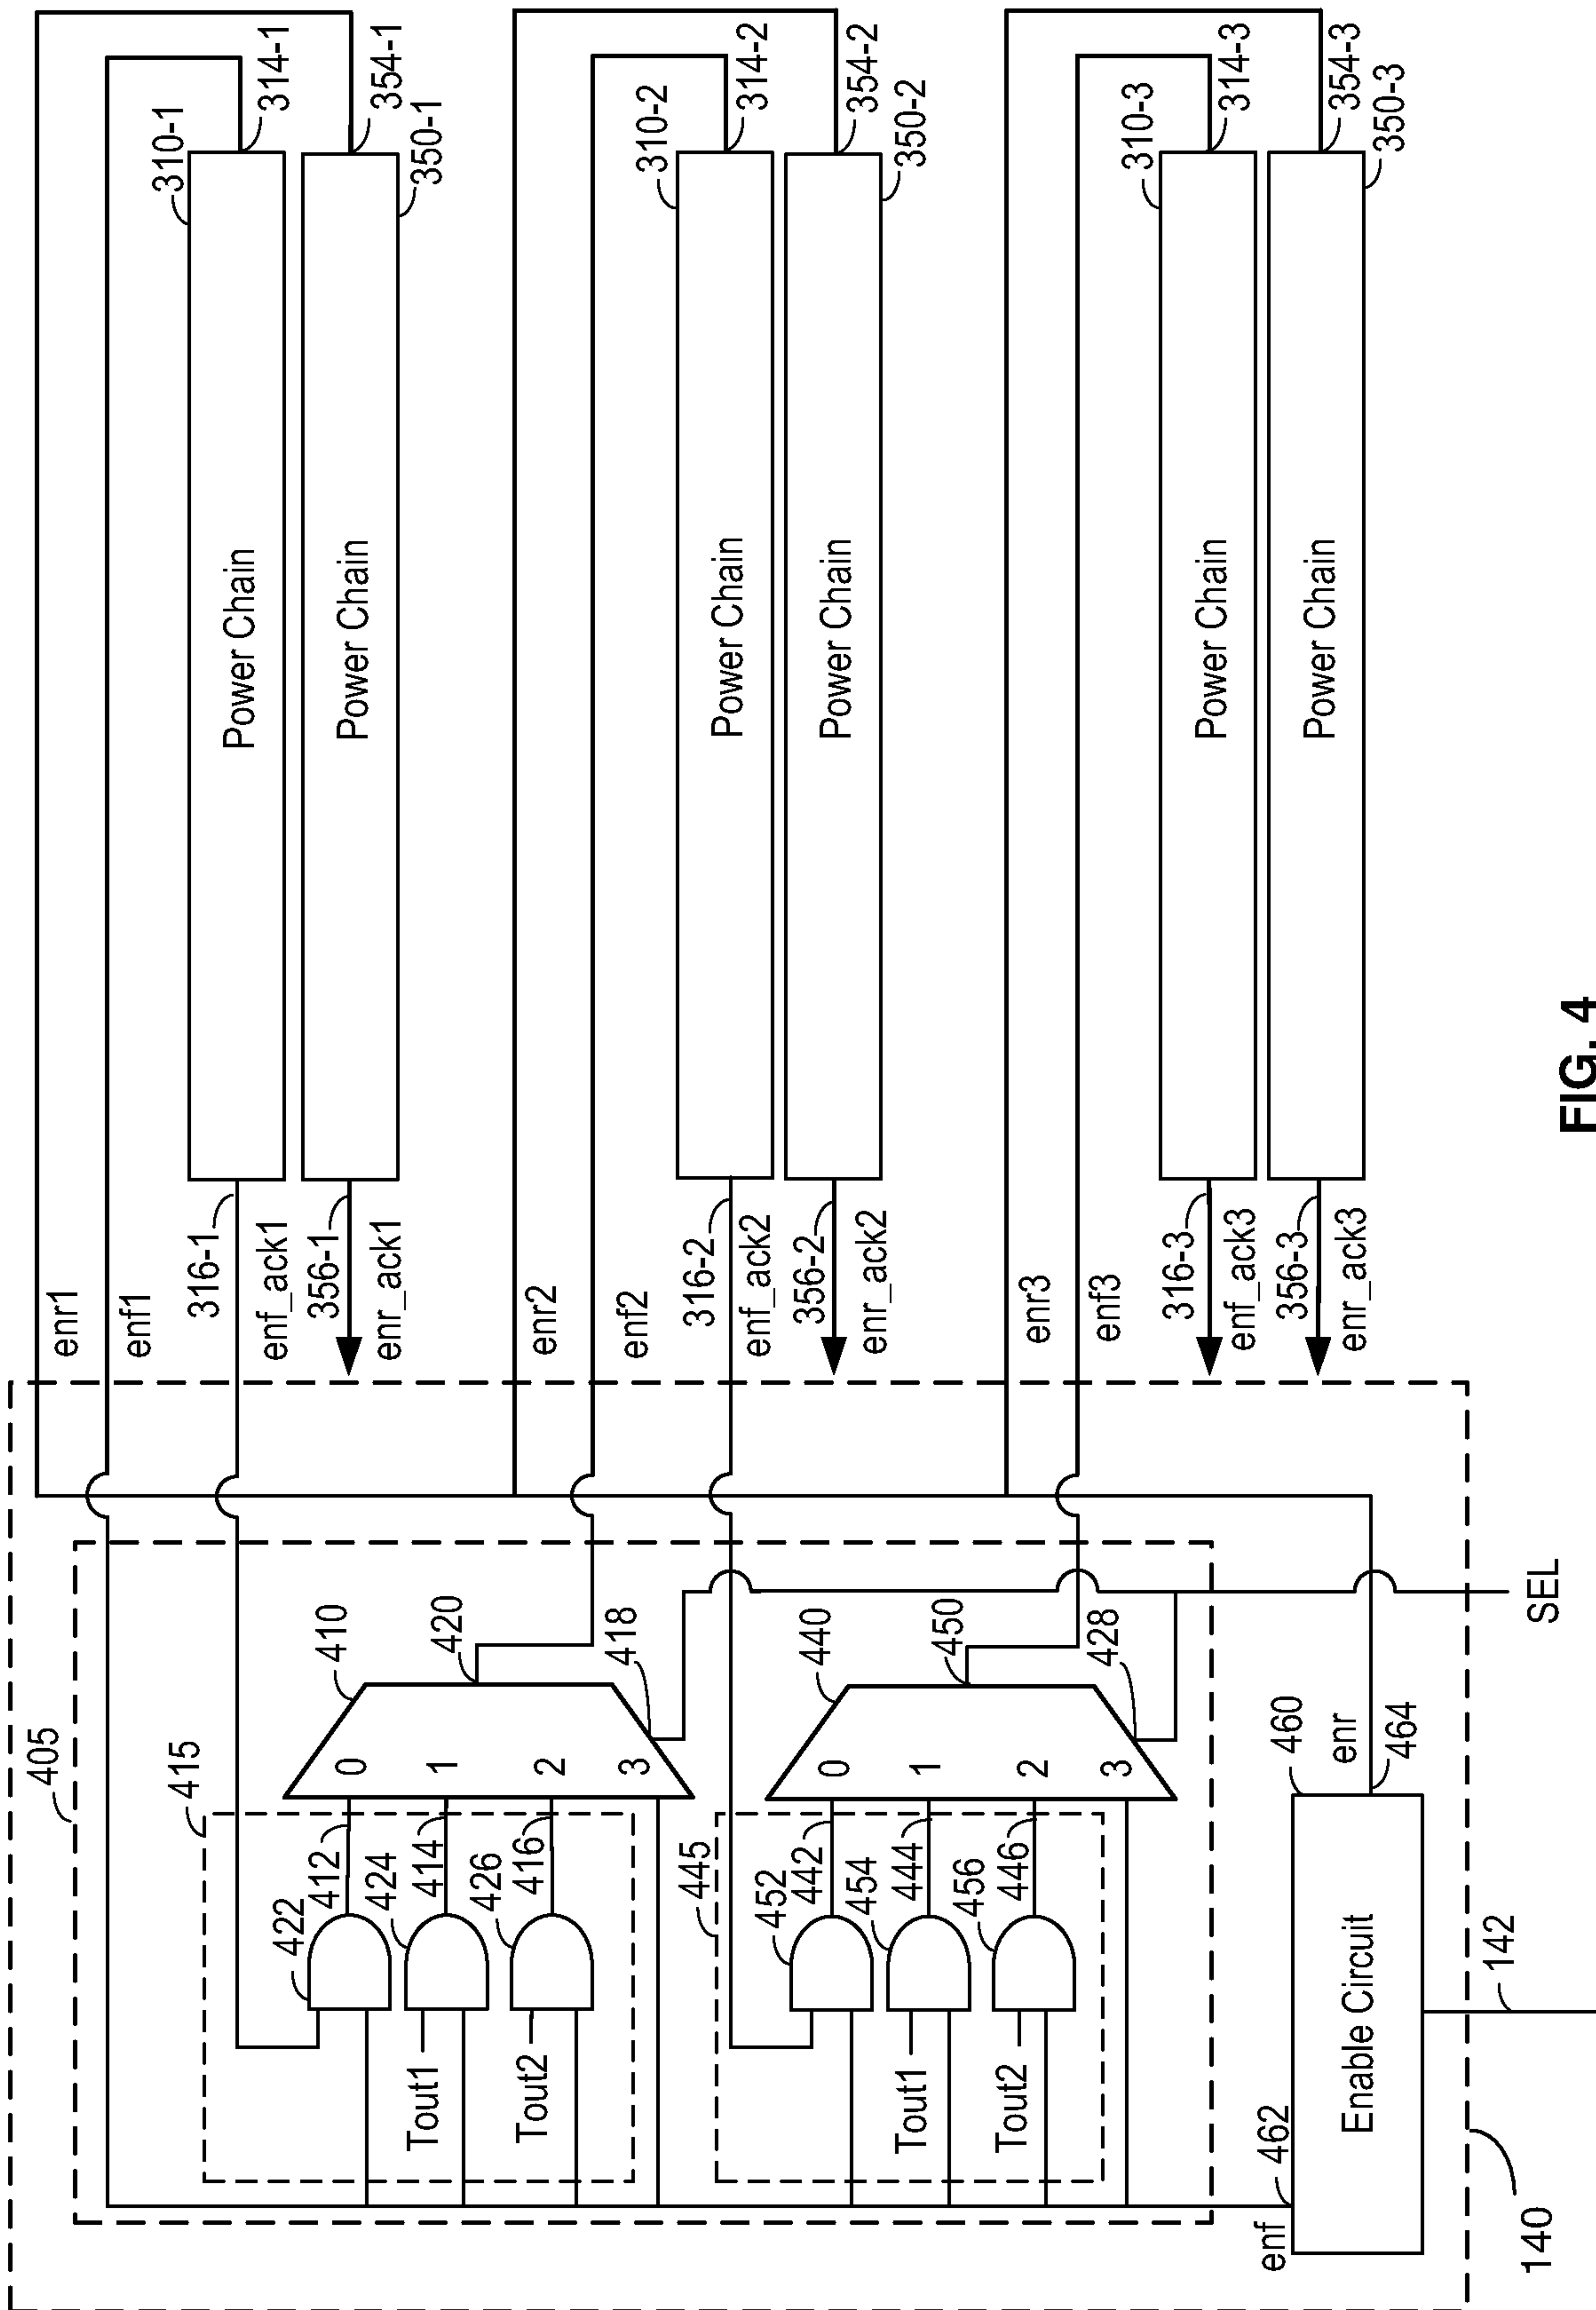 310-1
314-1
Power Chain
354-1
Power Chain
350-1
enr1
enf1
316-1
enf_ack1
356-1
enr_ack1
310-2
314-2
Power Chain
354-2
Power Chain
350-2
enr2
enf2
316-2
enf_ack2
356-2
enr_ack2
310-3
314-3
Power Chain
354-3
Power Chain
350-3
enr3
enf3
316-3
enf_ack3
356-3
enr_ack3
405
415
410
420
418
422
412
424
414
426
416
0
1
2
3
Tout1
Tout2
445
440
450
428
452
442
454
444
456
446
0
1
2
3
Tout1
Tout2
460
enr
464
462
enf
Enable Circuit
142
140
SEL
FIG. 4